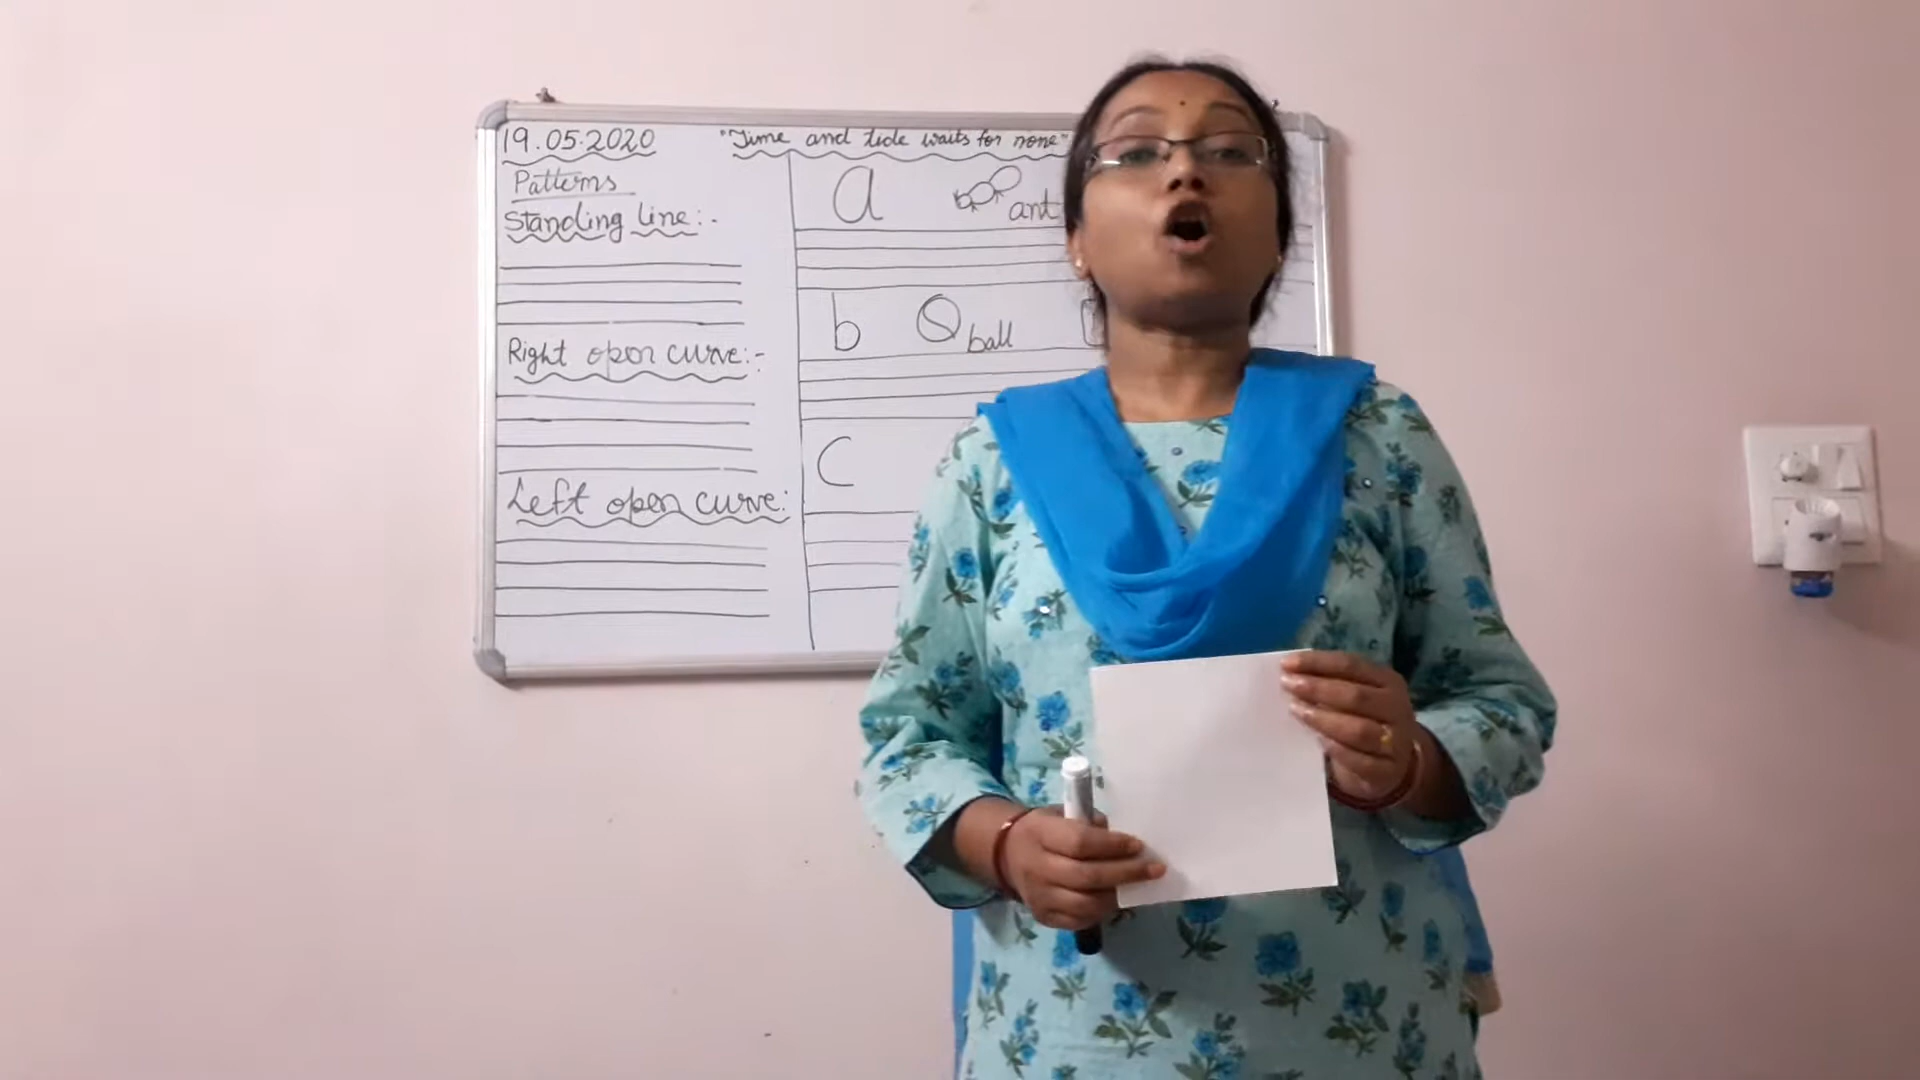 19.05.2020
"Time and tide waits for none"
Patterns
Standing line:-
Right open curve:-
Left open curve:
a
ant
b
ball
c